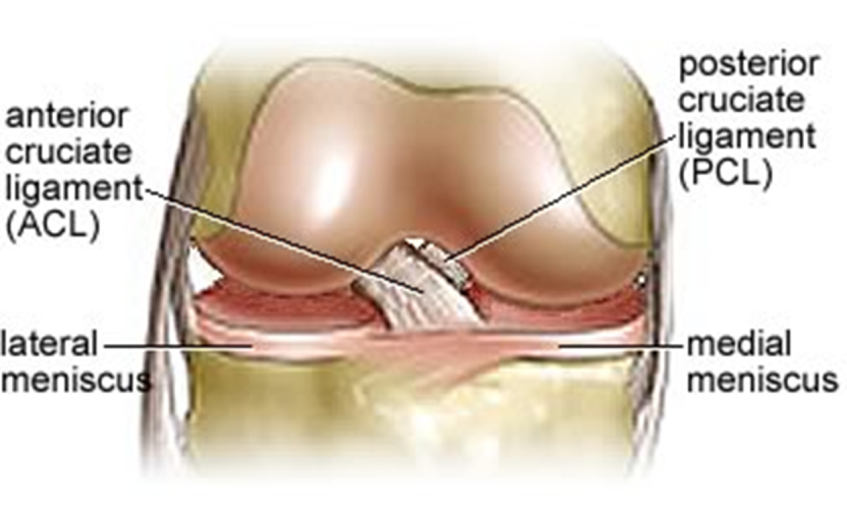 anterior
cruciate
ligament
(ACL)
posterior
cruciate
ligament
(PCL)
lateral
meniscus
medial
meniscus